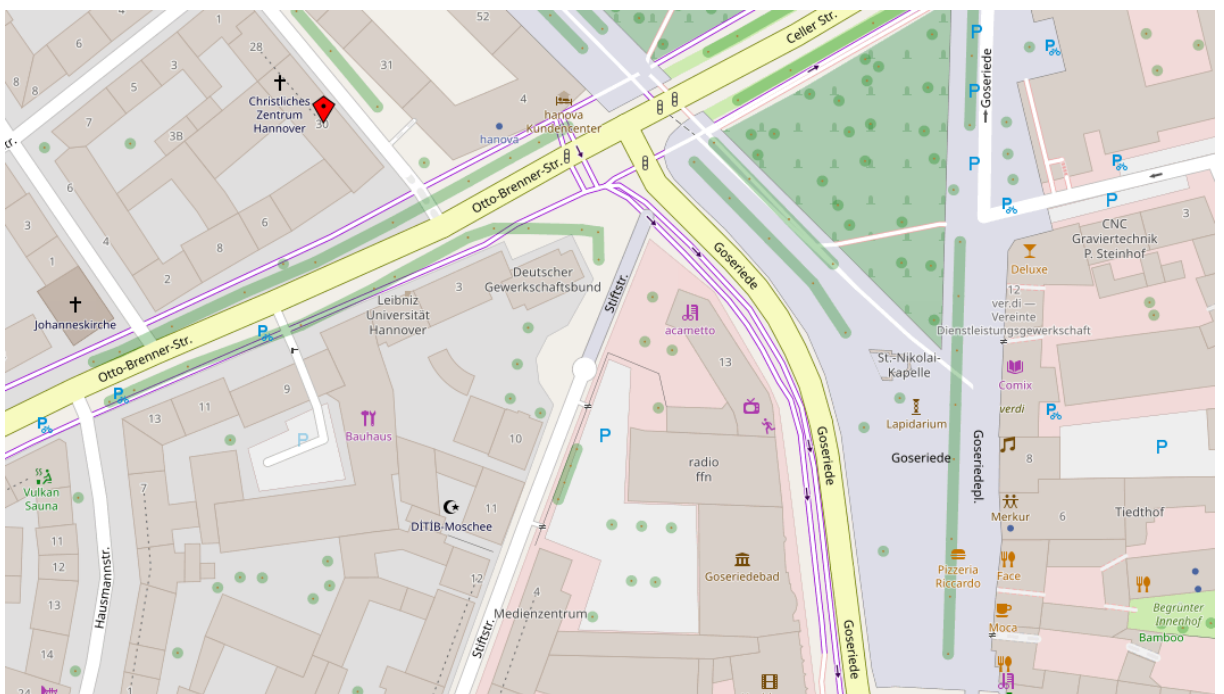 1
52
28
5
31
Celler Str.
3
8
8
7
Christliches
Zentrum
Hannover
30
4
hanova
Kundencenter
hanova
3B
Goseriede
P
P
P
P
P
P
P
6
Otto-Brenner-Str.
3
4
6
8
1
2
Johanneskirche
CNC
Graviertechnik
P. Steinhof
3
Deluxe
12
ver.di —
Vereinte
Dienstleistungsgewerkschaft
Deutscher
Gewerkschaftsbund
3
Leibniz
Universität
Hannover
Stiftstr.
Goseriede
acametto
13
P
Otto-Brenner-Str.
St.-Nikolai-
Kapelle
Comix
verdi
P
P
P
9
11
13
P
Bauhaus
10
P
Lapidarium
Goseriede
Goseriede
Goseriedepl.
8
P
radio
ffn
Vulkan
Sauna
7
11
DİTİB-Moschee
Merkur
6
Tiedthof
11
12
13
14
Hausmannstr.
12
4
Medienzentrum
Goseriedebad
Stiftstr.
Goseriede
Pizzeria
Riccardo
Face
Moca
Begrünter
Innenhof
Bamboo
24
1